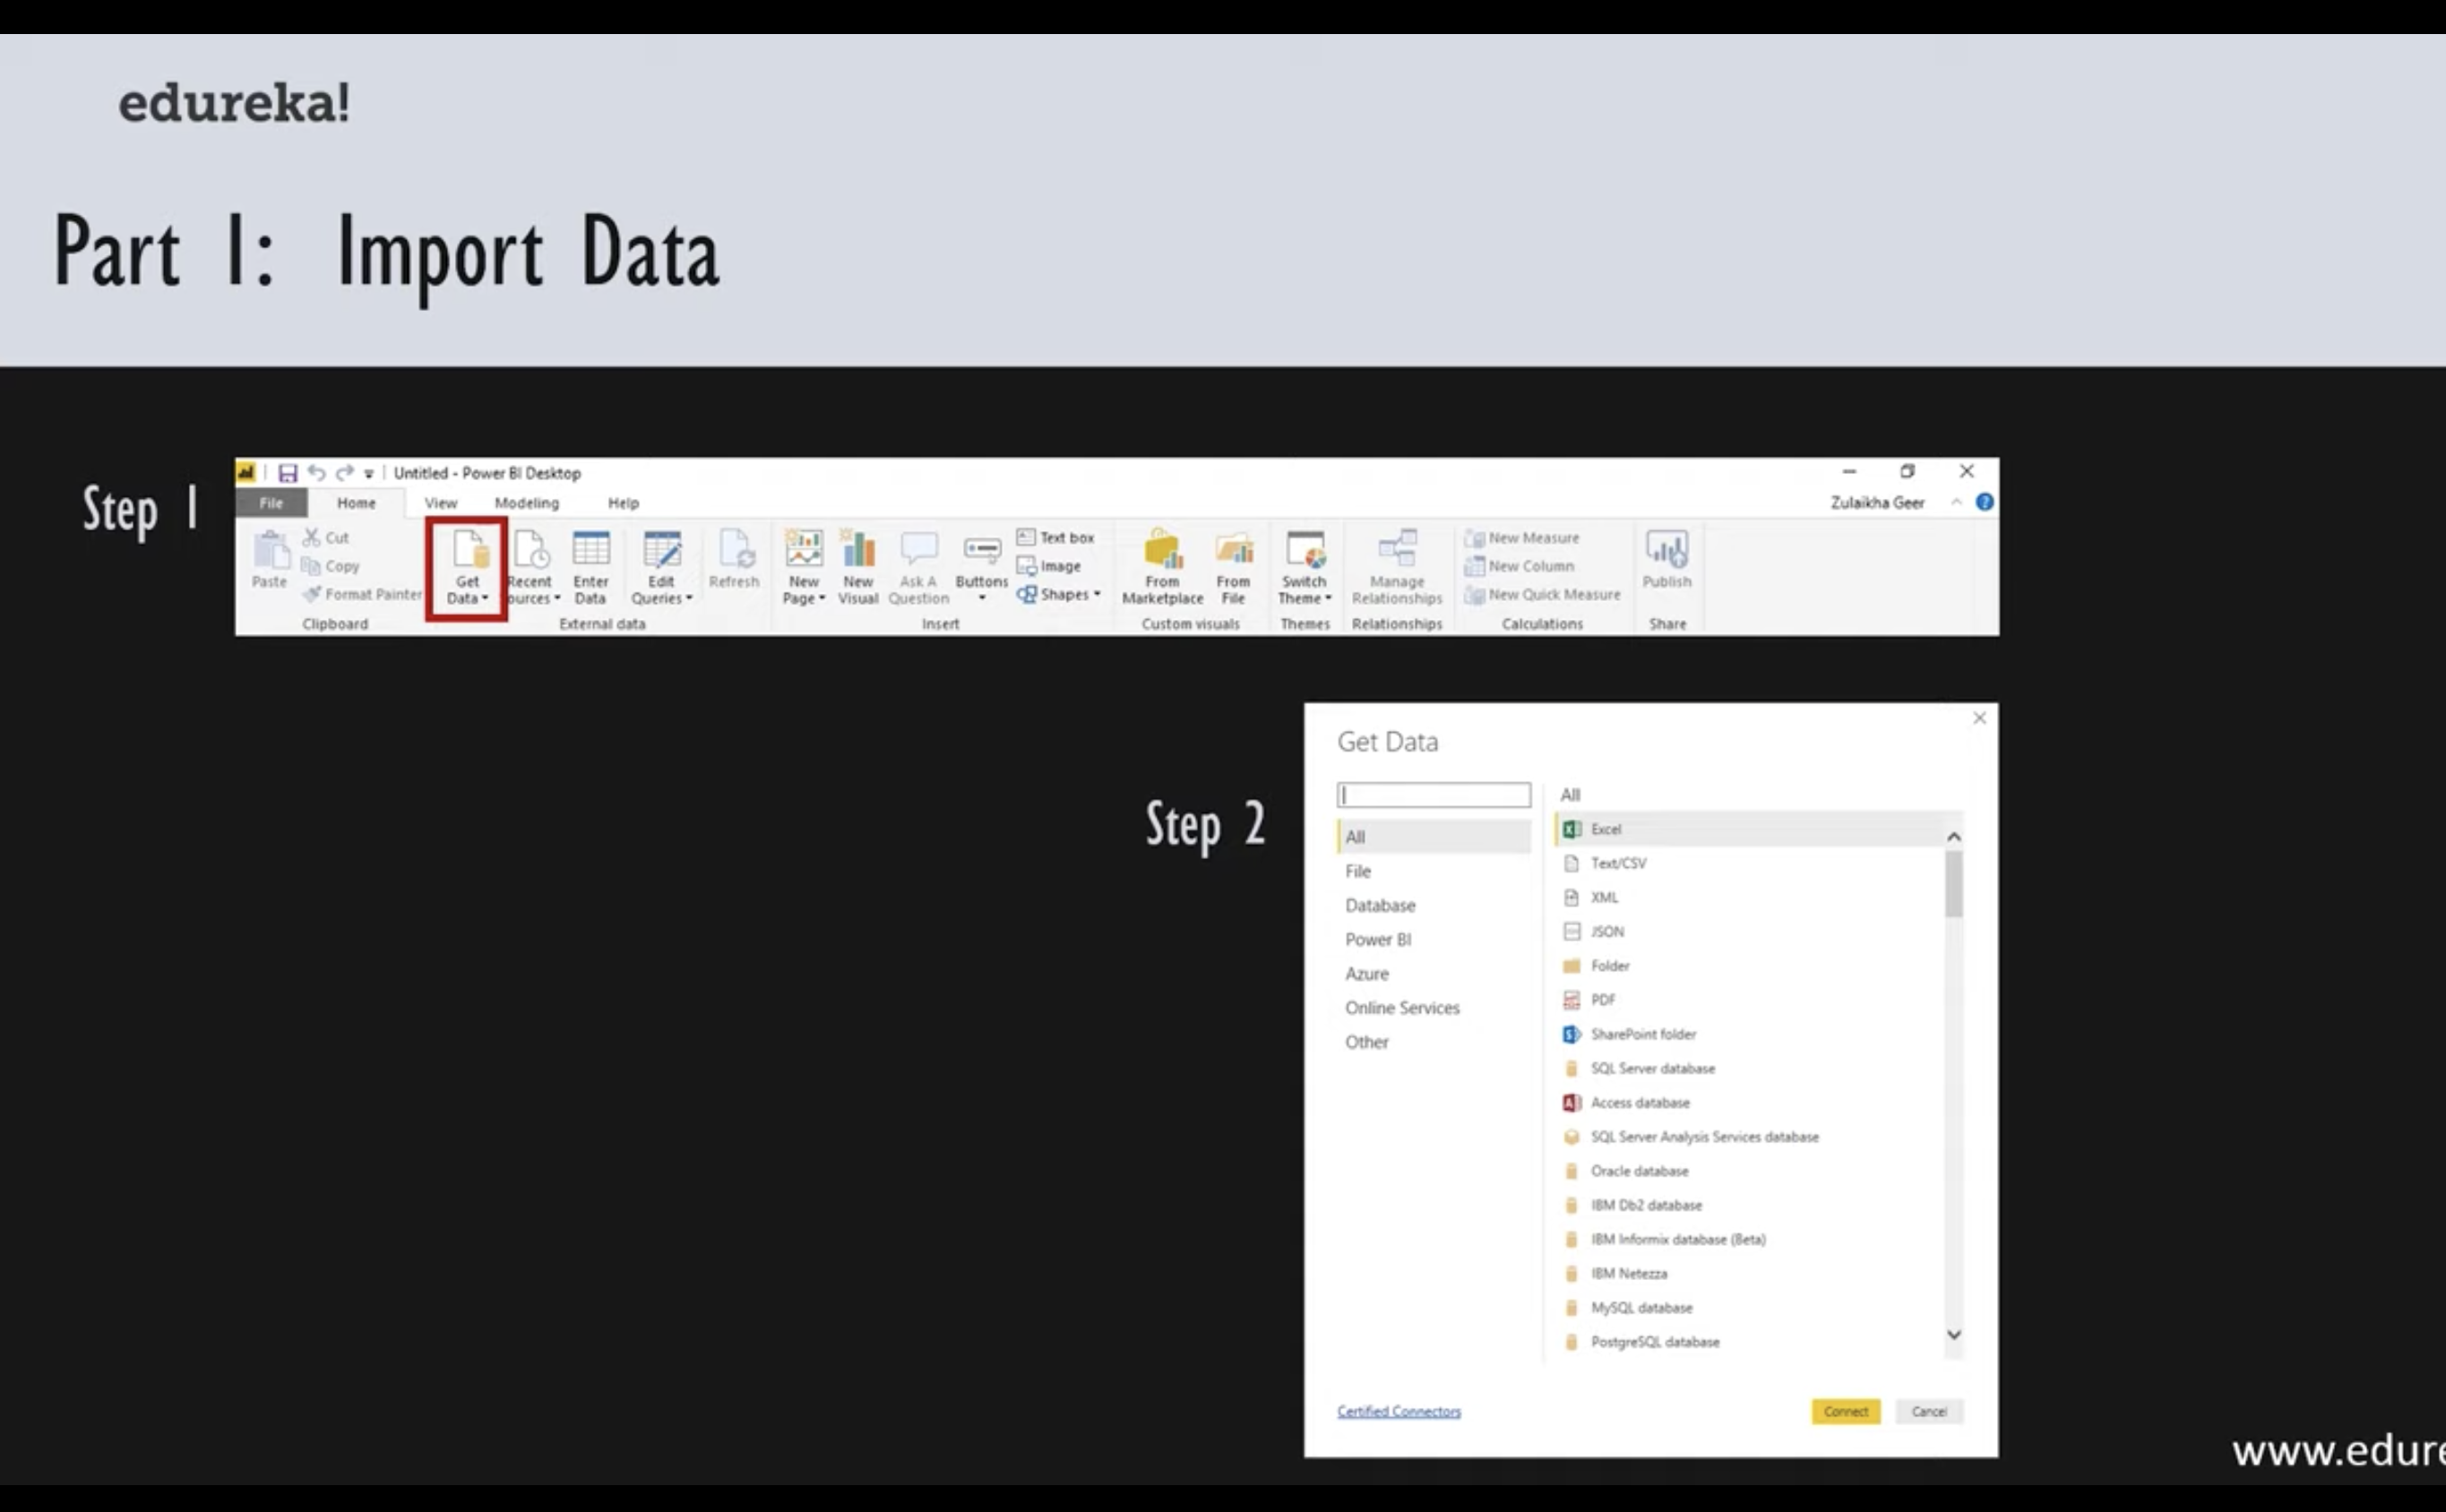 edureka!
Part 1: Import Data
Step 1
Untitled - Power BI Desktop
File Home View Modeling Help Zulaikha Geer
Cut
Copy
Format Painter
Paste
Clipboard
Get Data
Recent ources
Enter Data
Edit Queries
Refresh
External data
New Page
New Visual
Ask A Question
Buttons
Text box
Image
Shapes
Insert
From Marketplace
From File
Custom visuals
Switch Theme
Themes
Manage Relationships
Relationships
New Measure
New Column
New Quick Measure
Calculations
Publish
Share
Step 2
Get Data
All
File
Database
Power BI
Azure
Online Services
Other
All
Excel
Text/CSV
XML
JSON
Folder
PDF
SharePoint folder
SQL Server database
Access database
SQL Server Analysis Services database
Oracle database
IBM Db2 database
IBM Informix database (Beta)
IBM Netezza
MySQL database
PostgreSQL database
Certified Connectors
Connect Cancel
www.edure